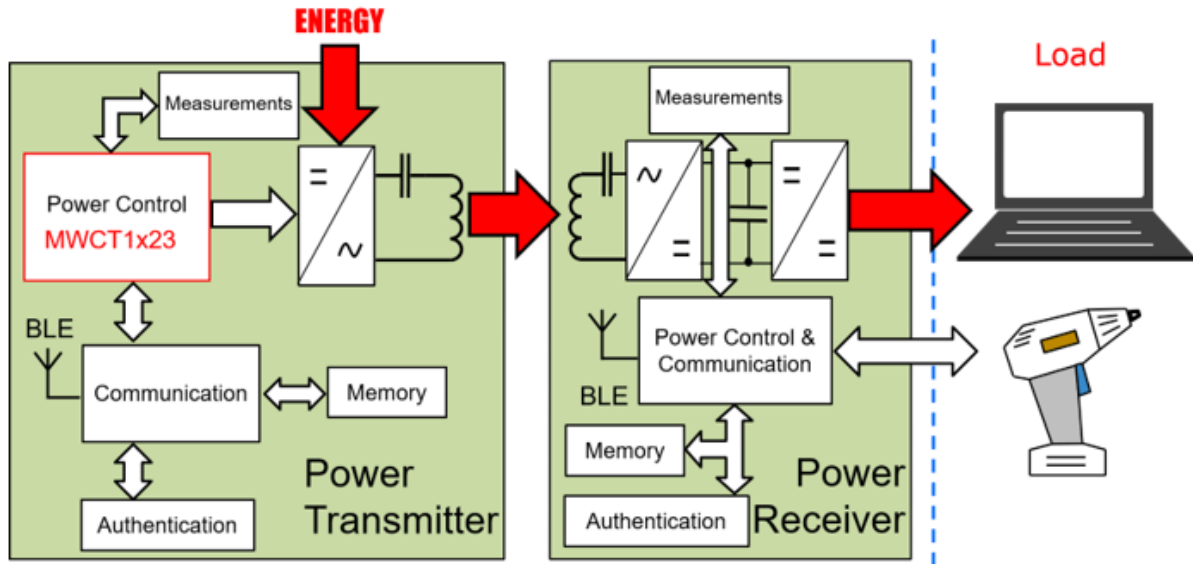 ENERGY
Measurements
Power Control
MWCT1x23
BLE
Communication
Memory
Authentication
Power
Transmitter
Measurements
Power Control &
Communication
BLE
Memory
Authentication
Power
Receiver
Load